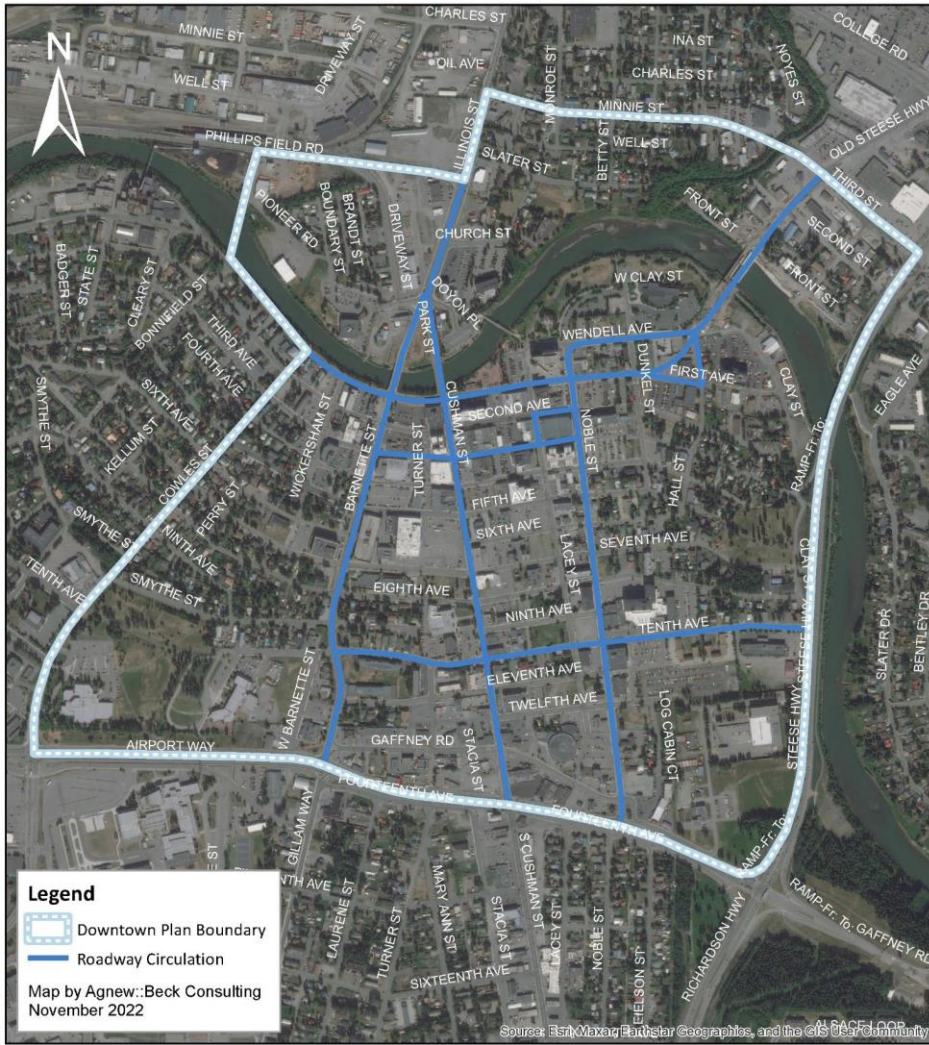 CHARLES ST
MINNIE ST
INA ST
COLLEGE RD
N
DRIVEWAY ST
OIL AVE
NOYES ST
WELL ST
CHARLES ST
MONROE ST
MINNIE ST
ILLINOIS ST
OLD STEESE HWY
PHILLIPS FIELD RD
BETTY ST
WELL ST
SLATER ST
THIRD ST
PIONEER RD
BOUNDARY ST
BRANDT ST
DRIVEWAY ST
FRONT ST
SECOND ST
CHURCH ST
BADGER ST
STATE ST
CLEARY ST
BONNIFIELD ST
DOYON PL
W CLAY ST
FRONT ST
THIRD AVE
PARK ST
WENDELL AVE
FOURTH AVE
DUNKEL ST
FIRST AVE
CLAY ST
EAGLE AVE
SMYTHE ST
SIXTH AVE
CUSHMAN ST
SECOND AVE
KELLUM ST
WICKERSHAM ST
BARNETTE ST
TURNER ST
NOBLE ST
RAMP-Fr. To.
COWLES ST
HALL ST
PERRY ST
FIFTH AVE
SMYTHE S
NINTH AVE
SIXTH AVE
LACEY ST
SEVENTH AVE
TENTH AVE
SMYTHE ST
EIGHTH AVE
NINTH AVE
TENTH AVE
SLATER DR
BENTLEY DR
ELEVENTH AVE
W BARNETTE ST
TWELFTH AVE
LOG CABIN CT
STEESE HWY
AIRPORT WAY
GAFFNEY RD
STACIA ST
FOURTEENTH AVE
FOURTEENTH AVE
GILLAM WAY
S CUSHMAN ST
RAMP-Fr. To. GAFFNEY RD
LAURENE ST
TURNER ST
MARY ANN ST
STACIA ST
LACEY ST
NOBLE ST
RICHARDSON HWY
SIXTEENTH AVE
ALSACE LOOP
Legend
Downtown Plan Boundary
Roadway Circulation
Map by Agnew::Beck Consulting
November 2022
Source: Esri, Maxar, Earthstar Geographics, and the GIS User Community